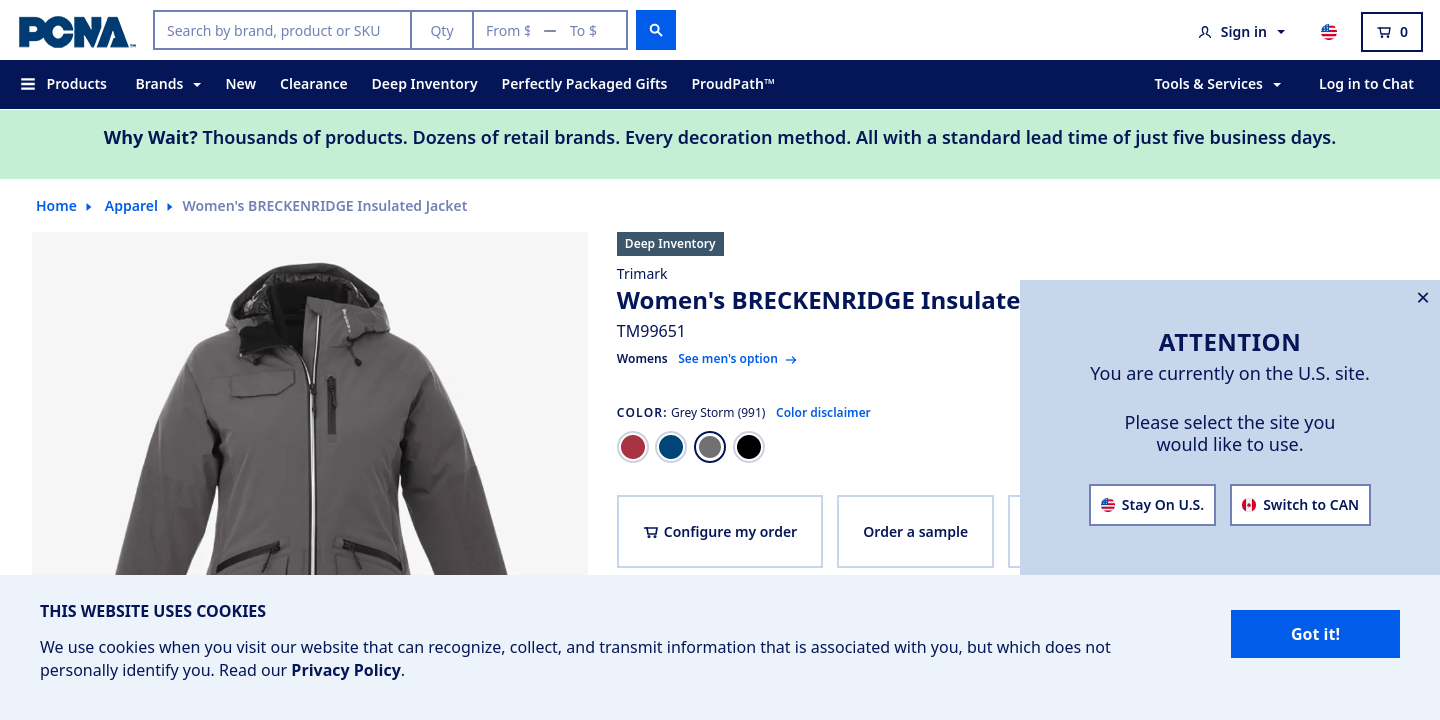 PCNA™
Search by brand, product or SKU
Qty
From $ — To $
Sign in
0
Products
Brands
New
Clearance
Deep Inventory
Perfectly Packaged Gifts
ProudPath™
Tools & Services
Log in to Chat
Why Wait? Thousands of products. Dozens of retail brands. Every decoration method. All with a standard lead time of just five business days.
Home
Apparel
Women's BRECKENRIDGE Insulated Jacket
Deep Inventory
Trimark
Women's BRECKENRIDGE Insulate
TM99651
Womens See men's option
COLOR: Grey Storm (991) Color disclaimer
Configure my order
Order a sample
ATTENTION
You are currently on the U.S. site.
Please select the site you
would like to use.
Stay On U.S.
Switch to CAN
THIS WEBSITE USES COOKIES
We use cookies when you visit our website that can recognize, collect, and transmit information that is associated with you, but which does not
personally identify you. Read our Privacy Policy.
Got it!